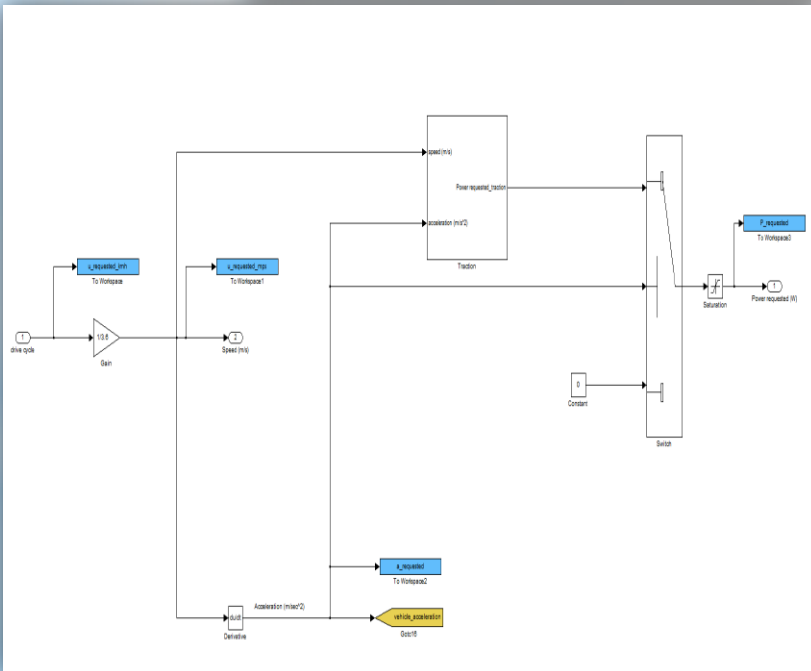 speed (m/s)
Power requested_traction
acceleration (m/s^2)
Traction
P_requested
To Workspace3
u_requested_kmh
To Workspace
u_requested_mps
To Workspace1
1
drive cycle
1/3.6
Gain
2
Speed (m/s)
Saturation
1
Power requested (W)
0
Constant
Switch
a_requested
To Workspace2
Acceleration (m/sec^2)
du/dt
Derivative
vehicle_acceleration
Goto18